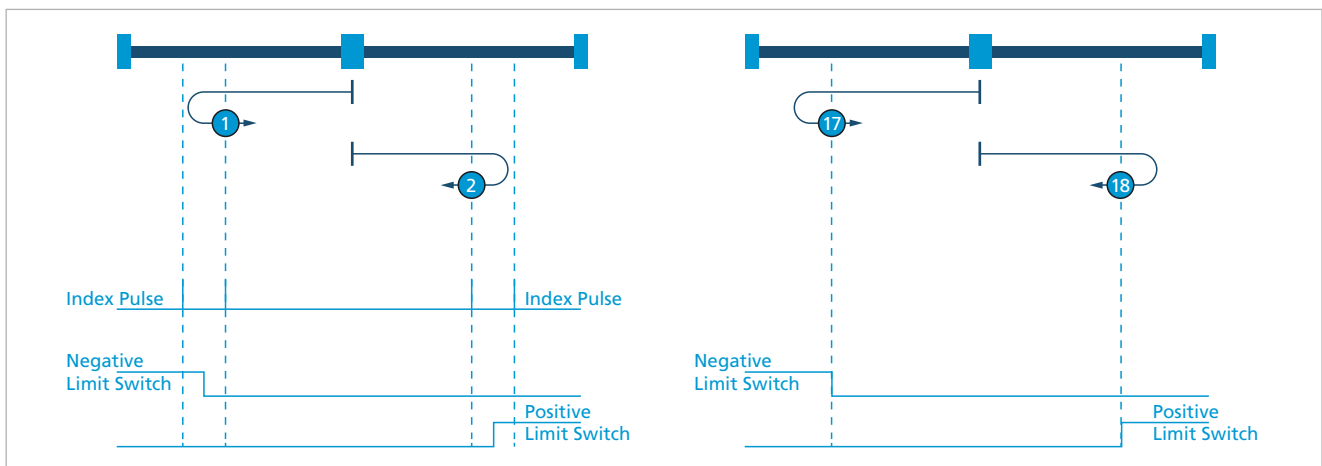 1
2
Index Pulse
Index Pulse
Negative
Limit Switch
Positive
Limit Switch
17
18
Negative
Limit Switch
Positive
Limit Switch